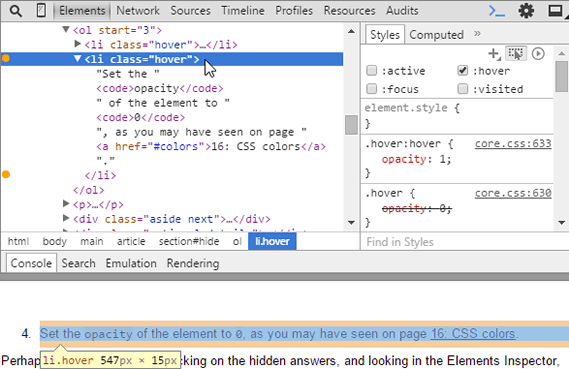 Elements Network Sources Timeline Profiles Resources Audits
<ol start="3">
<li class="hover">…</li>
<li class="hover">
"Set the "
<code>opacity</code>
" of the element to "
<code>0</code>
", as you may have seen on page "
<a href="#colors">16: CSS colors</a>
"."
</li>
</ol>
<p>…</p>
<div class="aside next">…</div>
html body main article section#hide ol li.hover
Styles Computed »
:active :hover
:focus :visited
element.style {
}
.hover:hover { core.css:633
opacity: 1;
}
.hover { core.css:630
opacity: 0;
}
Find in Styles
Console Search Emulation Rendering
4. Set the opacity of the element to 0, as you may have seen on page 16: CSS colors.
li.hover 547px × 15px
Perhap cking on the hidden answers, and looking in the Elements Inspector,